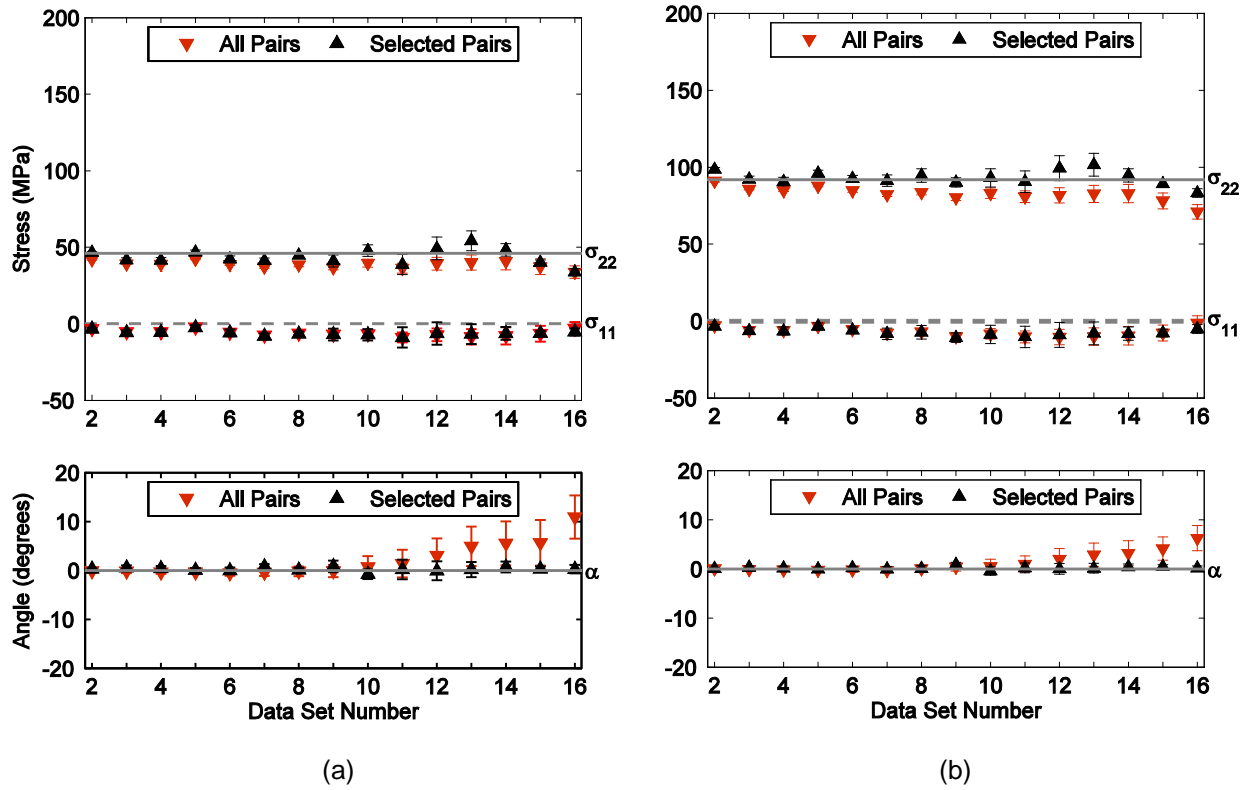 200
All Pairs Selected Pairs
150
100
50
0
-50
Stress (MPa)
σ22
σ11
2 4 6 8 10 12 14 16
20
All Pairs Selected Pairs
10
0
-10
-20
Angle (degrees)
α
2 4 6 8 10 12 14 16
Data Set Number
(a)
200
All Pairs Selected Pairs
150
100
50
0
-50
σ22
σ11
2 4 6 8 10 12 14 16
20
All Pairs Selected Pairs
10
0
-10
-20
α
2 4 6 8 10 12 14 16
Data Set Number
(b)